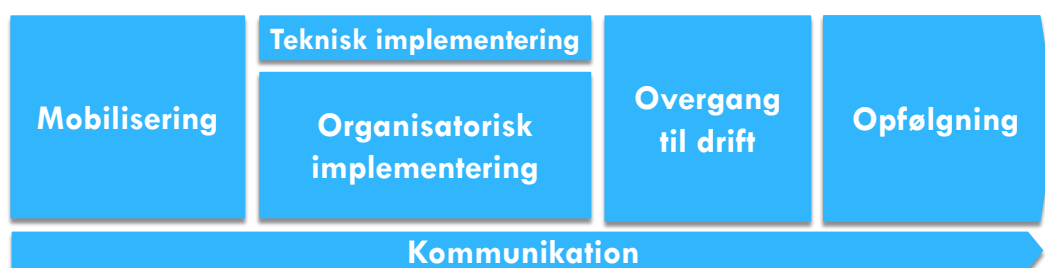 Mobilisering
Teknisk implementering
Organisatorisk
implementering
Overgang
til drift
Opfølgning
Kommunikation